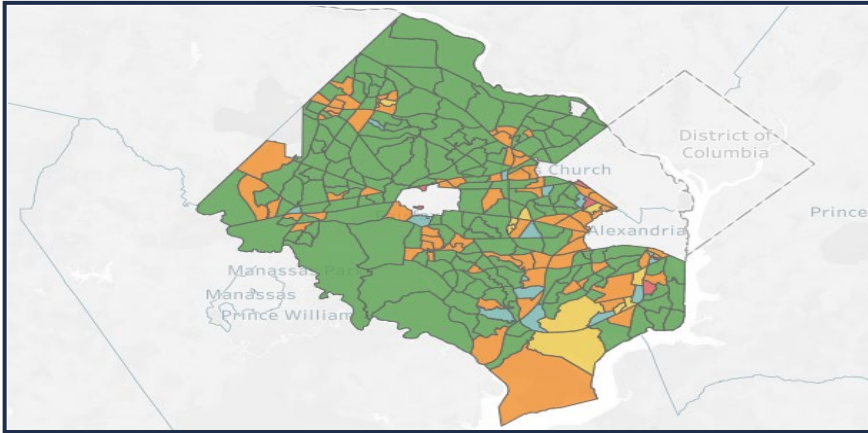 District of
Columbia
s Church
Prince
Alexandria
Manassas Park
Manassas
Prince William